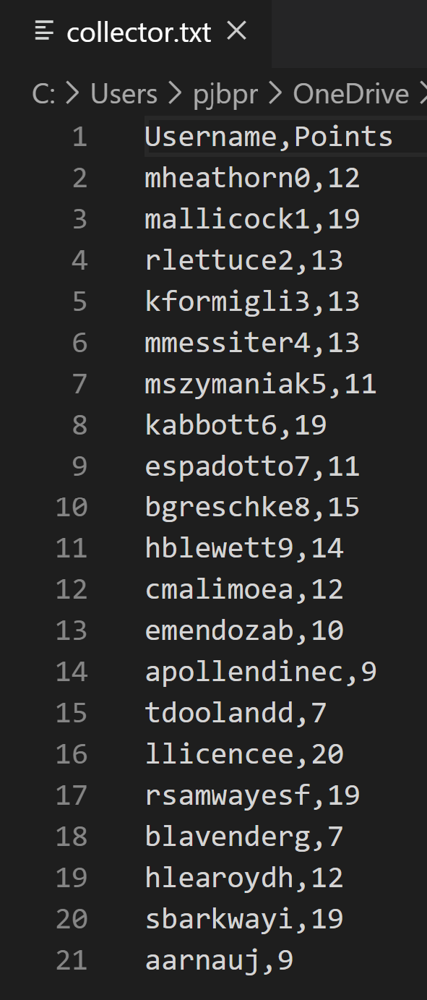 collector.txt
C: > Users > pjbpr > OneDrive >
1 Username,Points
2 mheathorn0,12
3 mallicock1,19
4 rlettuce2,13
5 kformigli3,13
6 mmessiter4,13
7 mszymaniak5,11
8 kabbott6,19
9 espadotto7,11
10 bgreschke8,15
11 hblewett9,14
12 cmalimoea,12
13 emendozab,10
14 apollendinec,9
15 tdoolandd,7
16 llicencee,20
17 rsamwayesf,19
18 blavenderg,7
19 hlearoydh,12
20 sbarkwayi,19
21 aarnauj,9